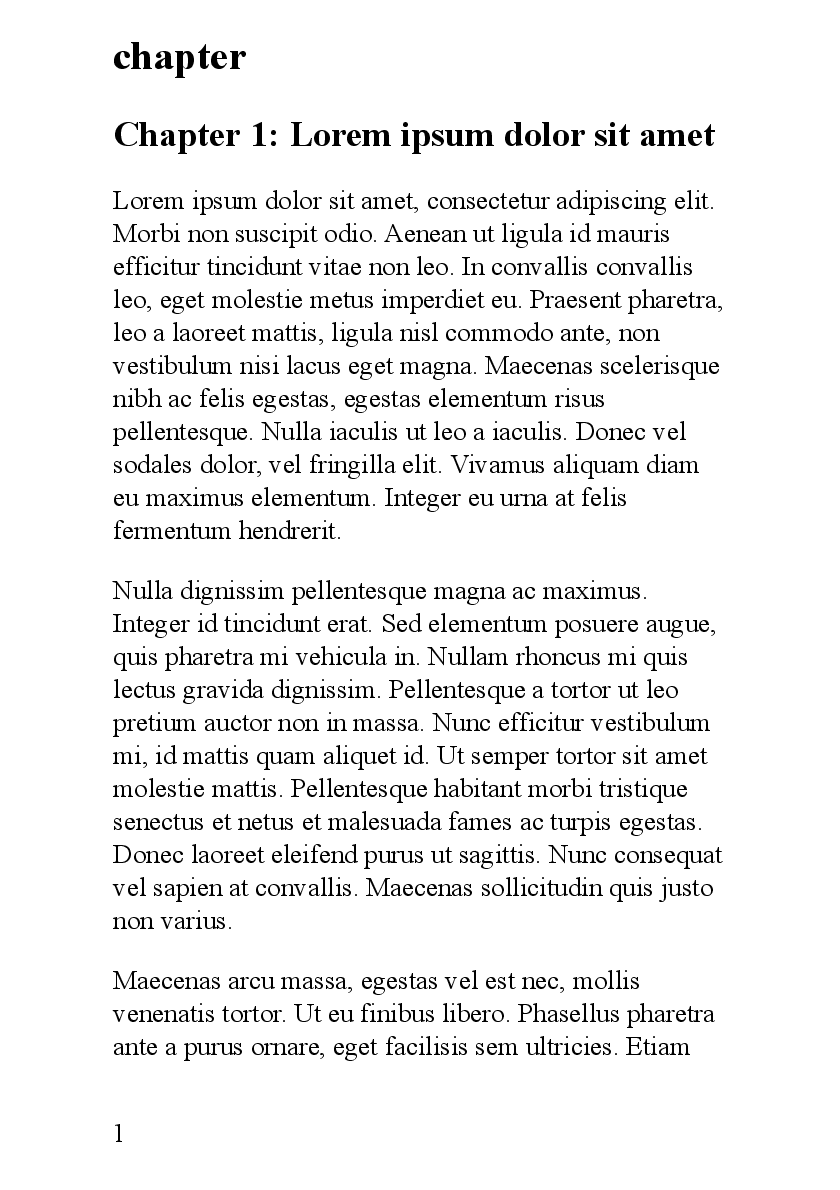 chapter
Chapter 1: Lorem ipsum dolor sit amet
Lorem ipsum dolor sit amet, consectetur adipiscing elit.
Morbi non suscipit odio. Aenean ut ligula id mauris
efficitur tincidunt vitae non leo. In convallis convallis
leo, eget molestie metus imperdiet eu. Praesent pharetra,
leo a laoreet mattis, ligula nisl commodo ante, non
vestibulum nisi lacus eget magna. Maecenas scelerisque
nibh ac felis egestas, egestas elementum risus
pellentesque. Nulla iaculis ut leo a iaculis. Donec vel
sodales dolor, vel fringilla elit. Vivamus aliquam diam
eu maximus elementum. Integer eu urna at felis
fermentum hendrerit.
Nulla dignissim pellentesque magna ac maximus.
Integer id tincidunt erat. Sed elementum posuere augue,
quis pharetra mi vehicula in. Nullam rhoncus mi quis
lectus gravida dignissim. Pellentesque a tortor ut leo
pretium auctor non in massa. Nunc efficitur vestibulum
mi, id mattis quam aliquet id. Ut semper tortor sit amet
molestie mattis. Pellentesque habitant morbi tristique
senectus et netus et malesuada fames ac turpis egestas.
Donec laoreet eleifend purus ut sagittis. Nunc consequat
vel sapien at convallis. Maecenas sollicitudin quis justo
non varius.
Maecenas arcu massa, egestas vel est nec, mollis
venenatis tortor. Ut eu finibus libero. Phasellus pharetra
ante a purus ornare, eget facilisis sem ultricies. Etiam
1